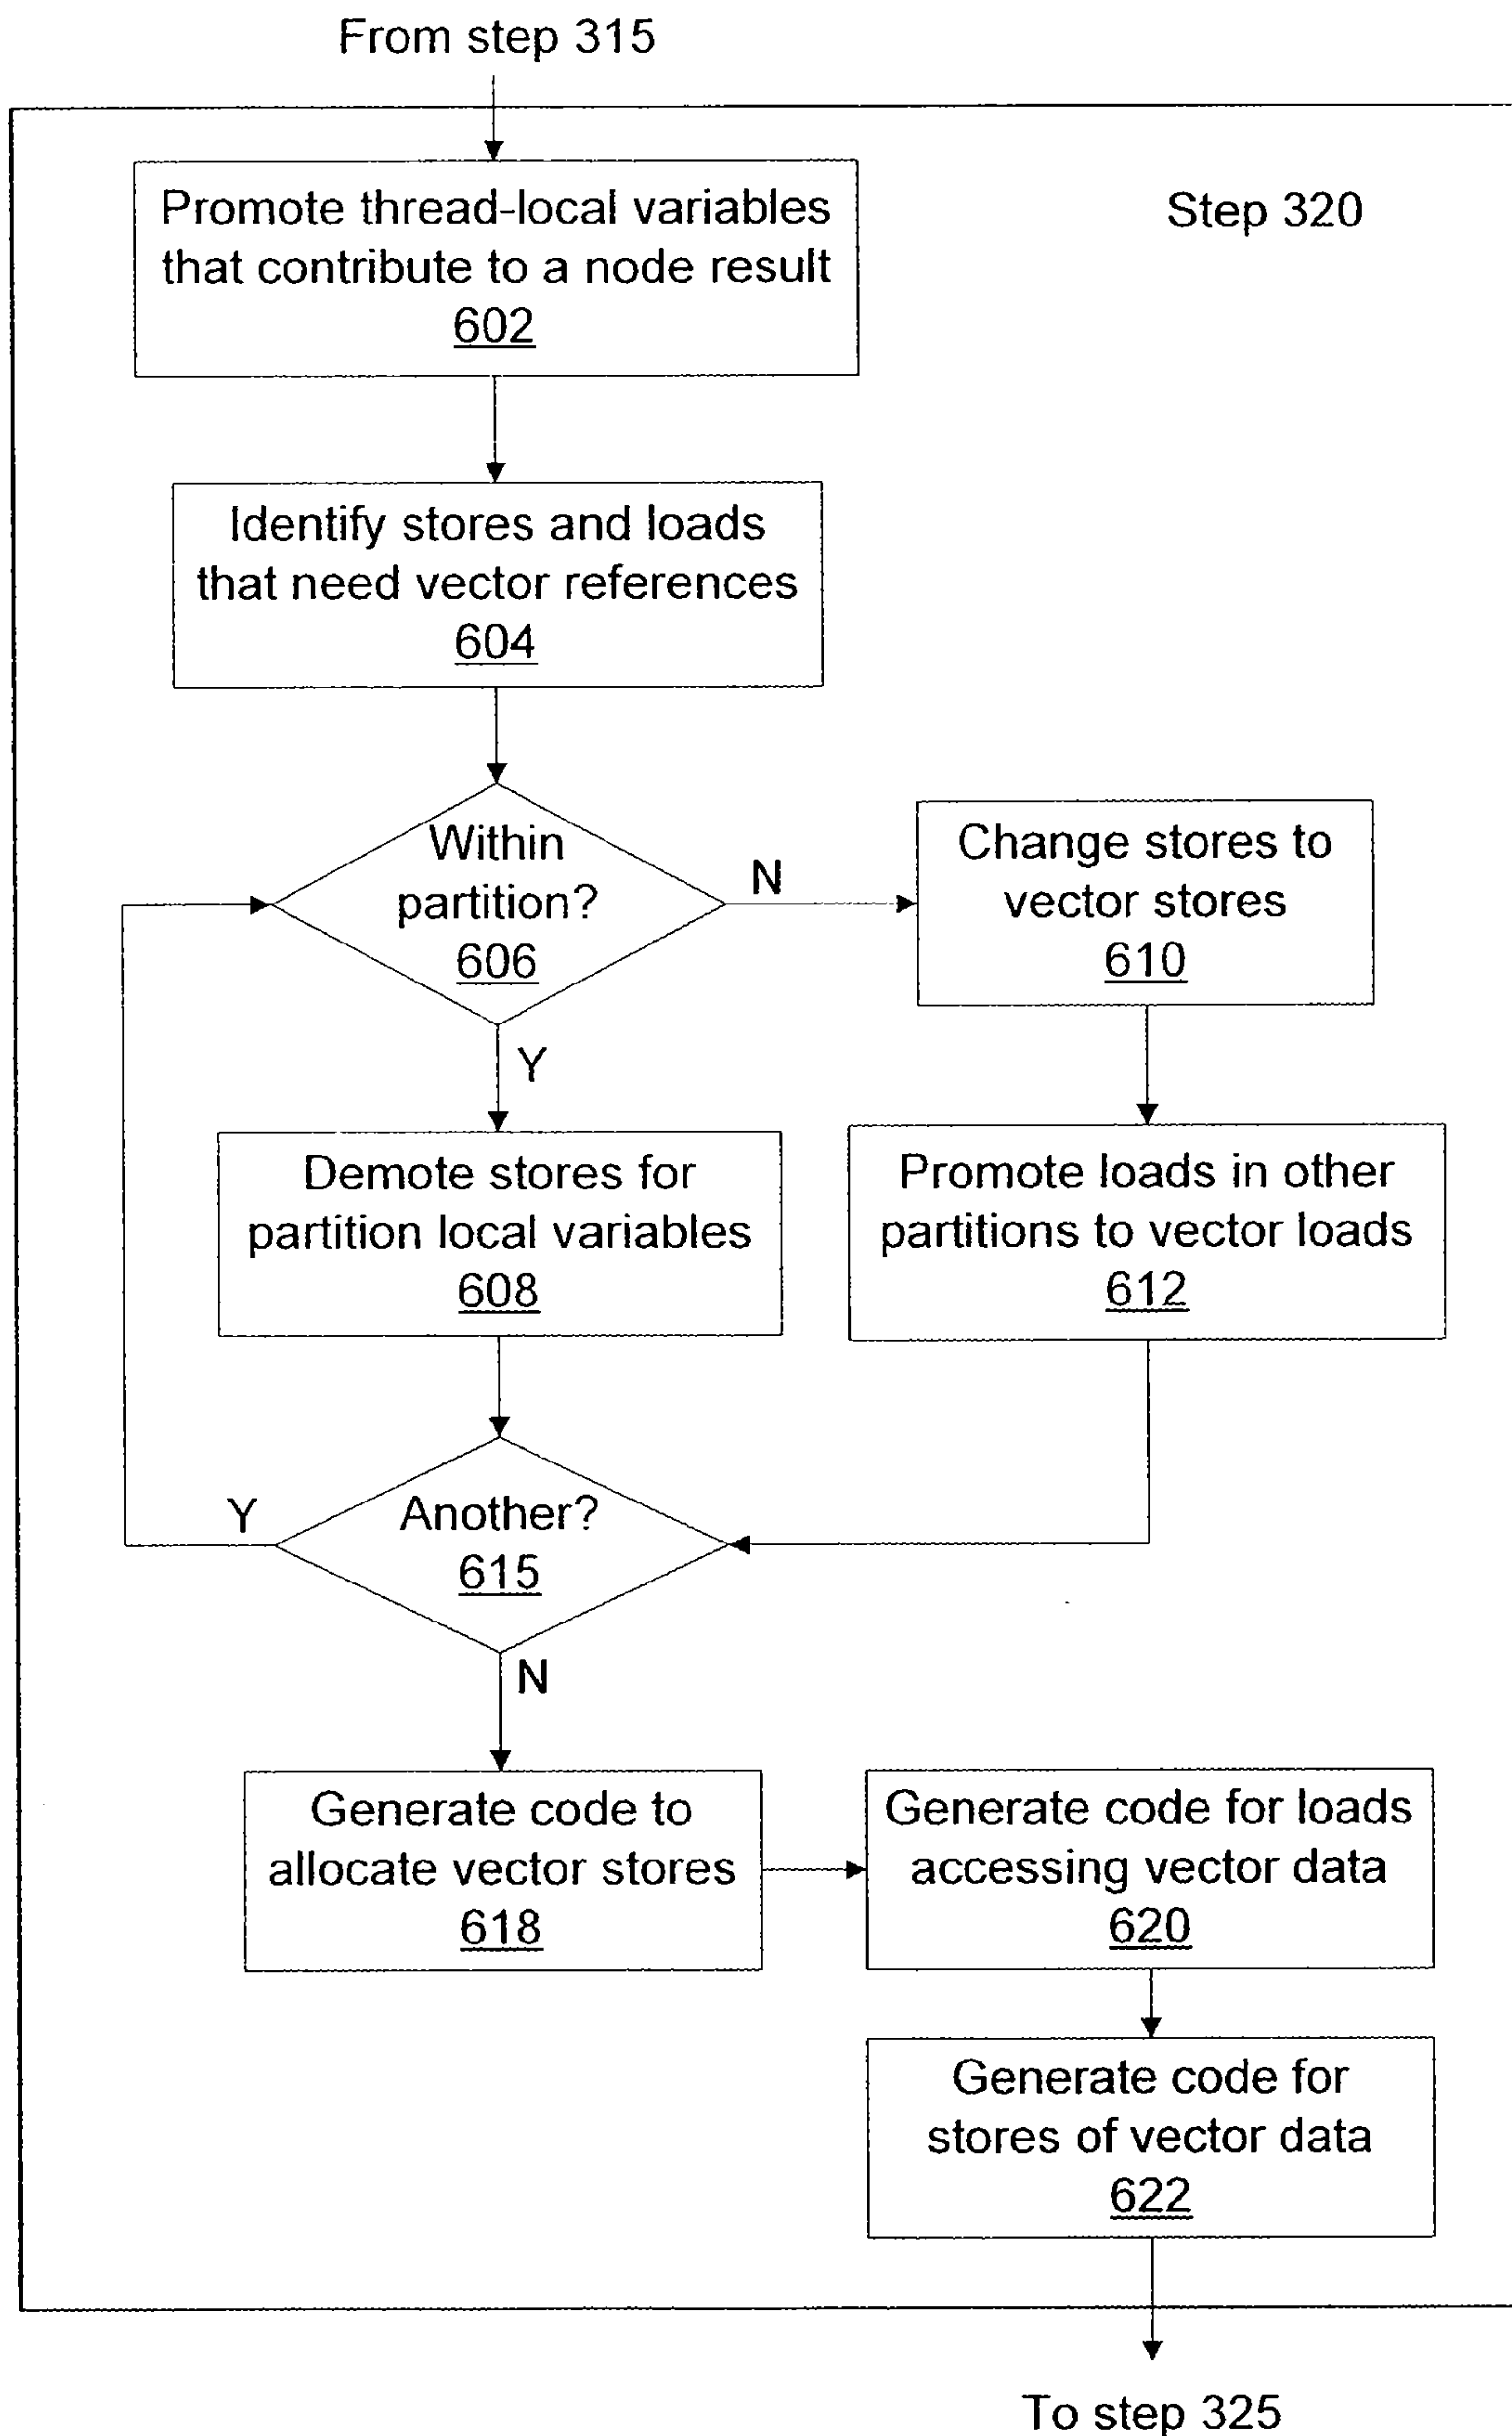 From step 315
Step 320
Promote thread-local variables
that contribute to a node result
602
Identify stores and loads
that need vector references
604
Within
partition?
606
N
Change stores to
vector stores
610
Y
Demote stores for
partition local variables
608
Promote loads in other
partitions to vector loads
612
Another?
615
Y
N
Generate code to
allocate vector stores
618
Generate code for loads
accessing vector data
620
Generate code for
stores of vector data
622
To step 325